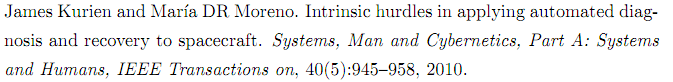 James Kurien and María DR Moreno. Intrinsic hurdles in applying automated diag-
nosis and recovery to spacecraft. Systems, Man and Cybernetics, Part A: Systems
and Humans, IEEE Transactions on, 40(5):945–958, 2010.